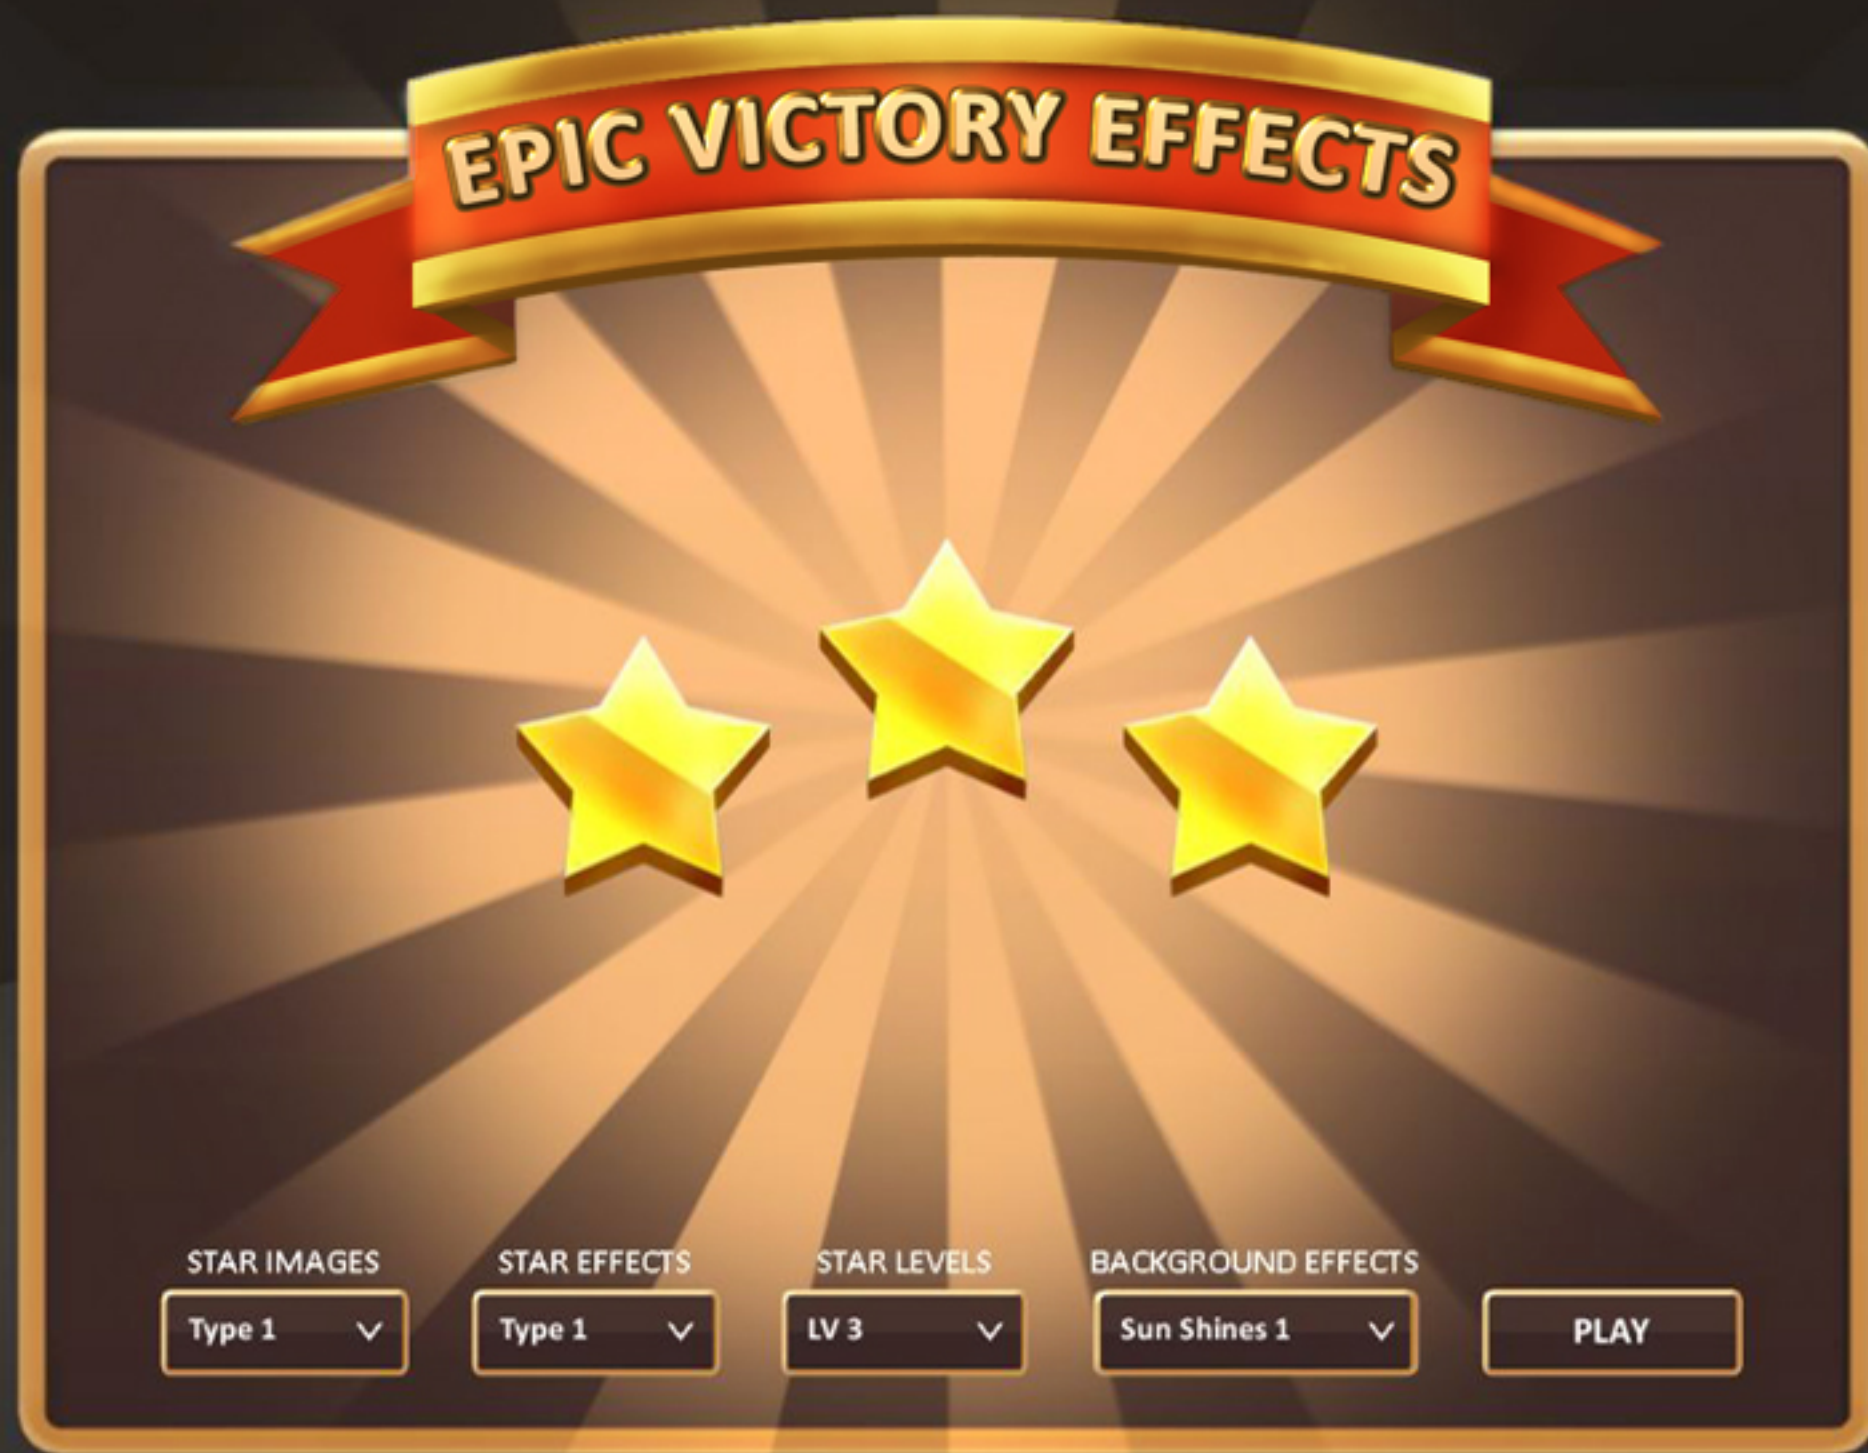 EPIC VICTORY EFFECTS
STAR IMAGES
Type 1
STAR EFFECTS
Type 1
STAR LEVELS
LV 3
BACKGROUND EFFECTS
Sun Shines 1
PLAY